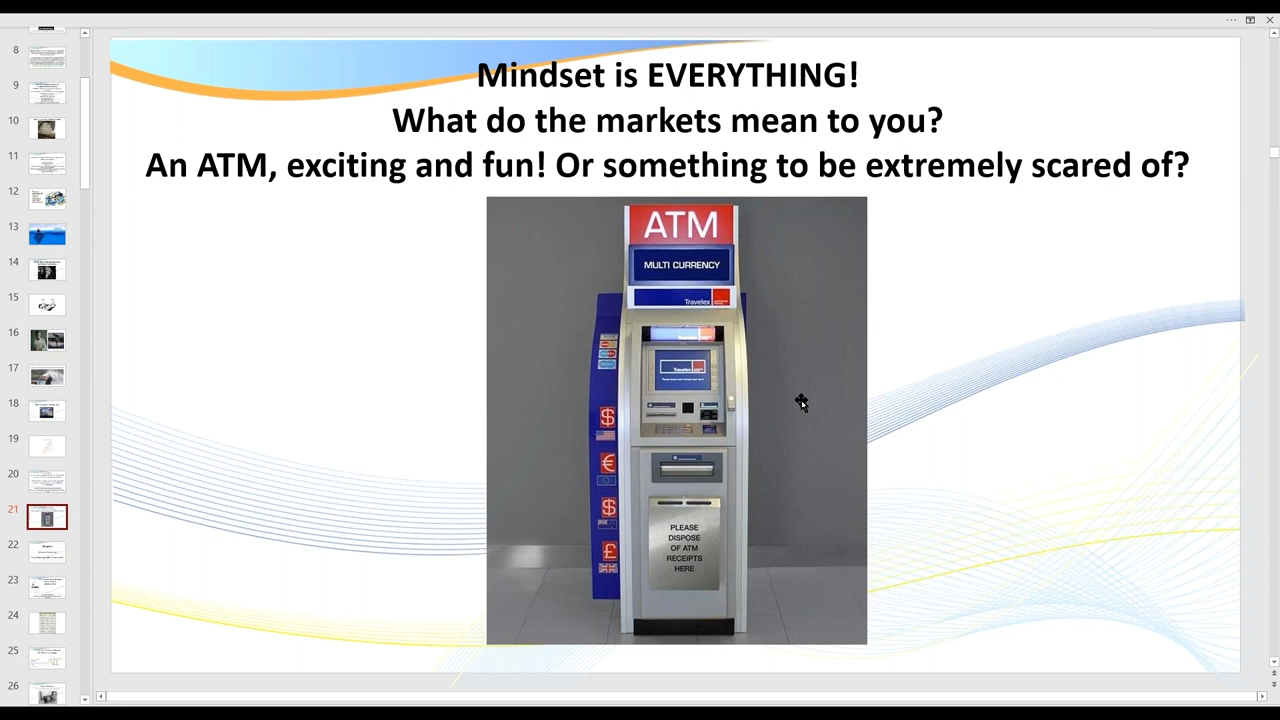 Mindset is EVERYTHING!
What do the markets mean to you?
An ATM, exciting and fun! Or something to be extremely scared of?
ATM
MULTI CURRENCY
Travelex
Travelex
$
€
$
£
PLEASE
DISPOSE
OF ATM
RECEIPTS
HERE
8
9
10
11
12
13
14
16
17
18
19
20
21
22
23
24
25
26